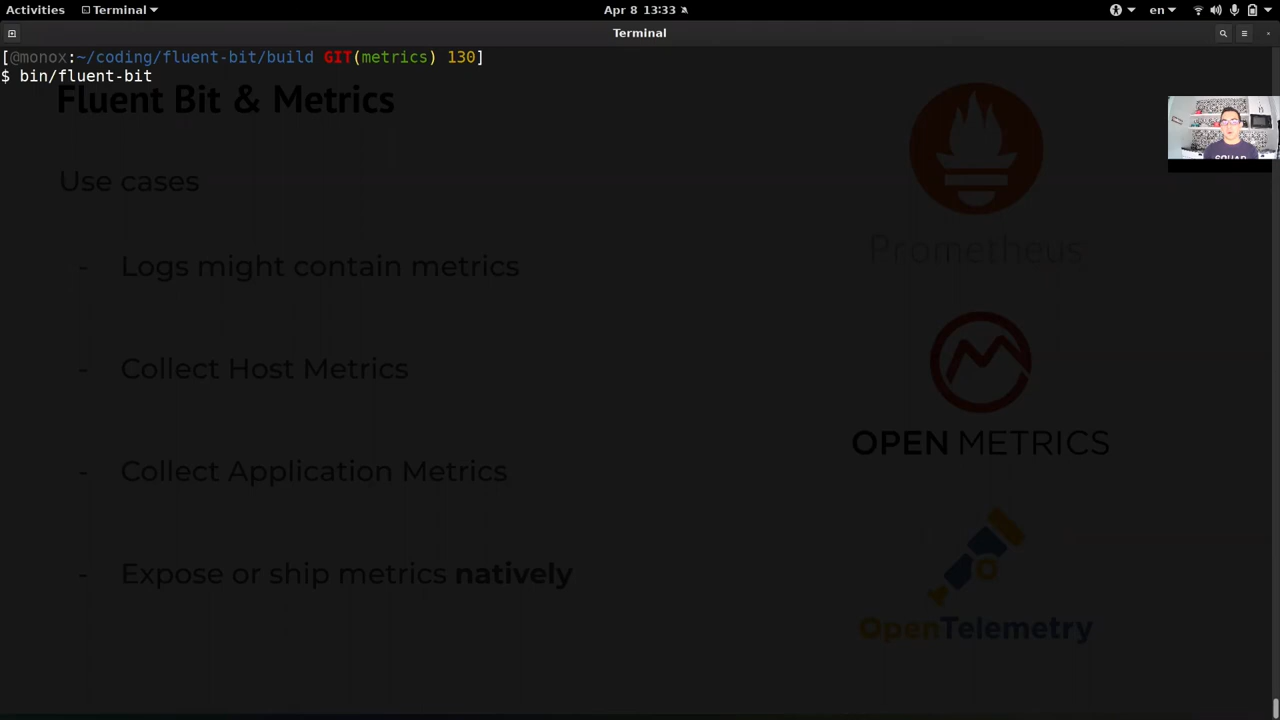 Activities
Terminal
Apr 8 13:33
en
Terminal
[@monox:~/coding/fluent-bit/build GIT(metrics) 130]
$ bin/fluent-bit
Fluent Bit & Metrics
Use cases
- Logs might contain metrics
- Collect Host Metrics
- Collect Application Metrics
- Expose or ship metrics natively
Prometheus
OPEN METRICS
OpenTelemetry
SQUAD